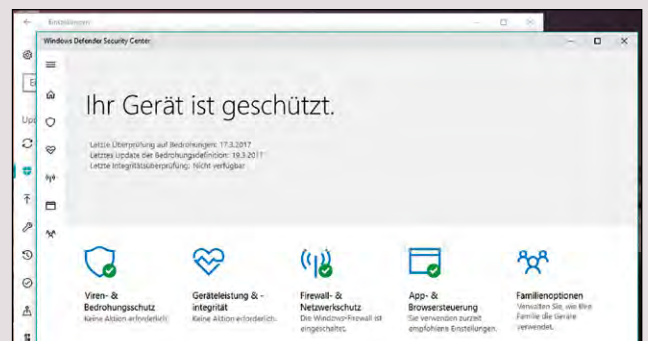 Einstellungen
Windows Defender Security Center
Ihr Gerät ist geschützt.
Letzte Überprüfung auf Bedrohungen: 17.3.2017
Letztes Update der Bedrohungsdefinition: 19.3.2017
Letzte Integritätsüberprüfung: Nicht verfügbar
Viren- &
Bedrohungsschutz
Keine Aktion erforderlich.
Geräteleistung & -
integrität
Keine Aktion erforderlich.
Firewall- &
Netzwerkschutz
Die Windows-Firewall ist
eingeschaltet.
App- &
Browsersteuerung
Sie verwenden zurzeit
empfohlene Einstellungen.
Familienoptionen
Verwalten Sie, wie Ihre
Familie die Geräte
verwendet.